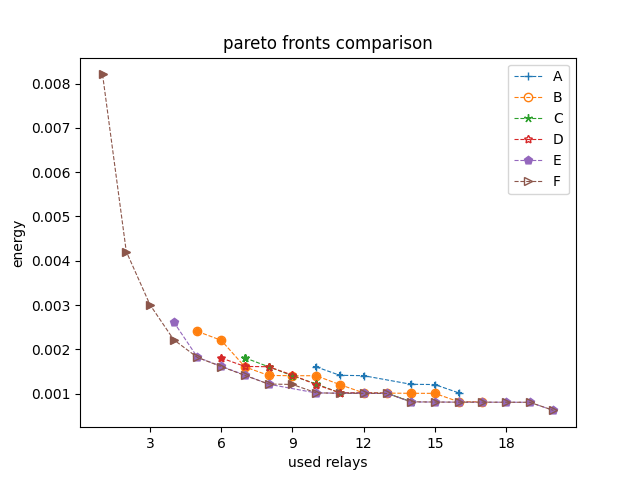 pareto fronts comparison
A
B
C
D
E
F
0.008
0.007
0.006
0.005
0.004
0.003
0.002
0.001
energy
3 6 9 12 15 18
used relays